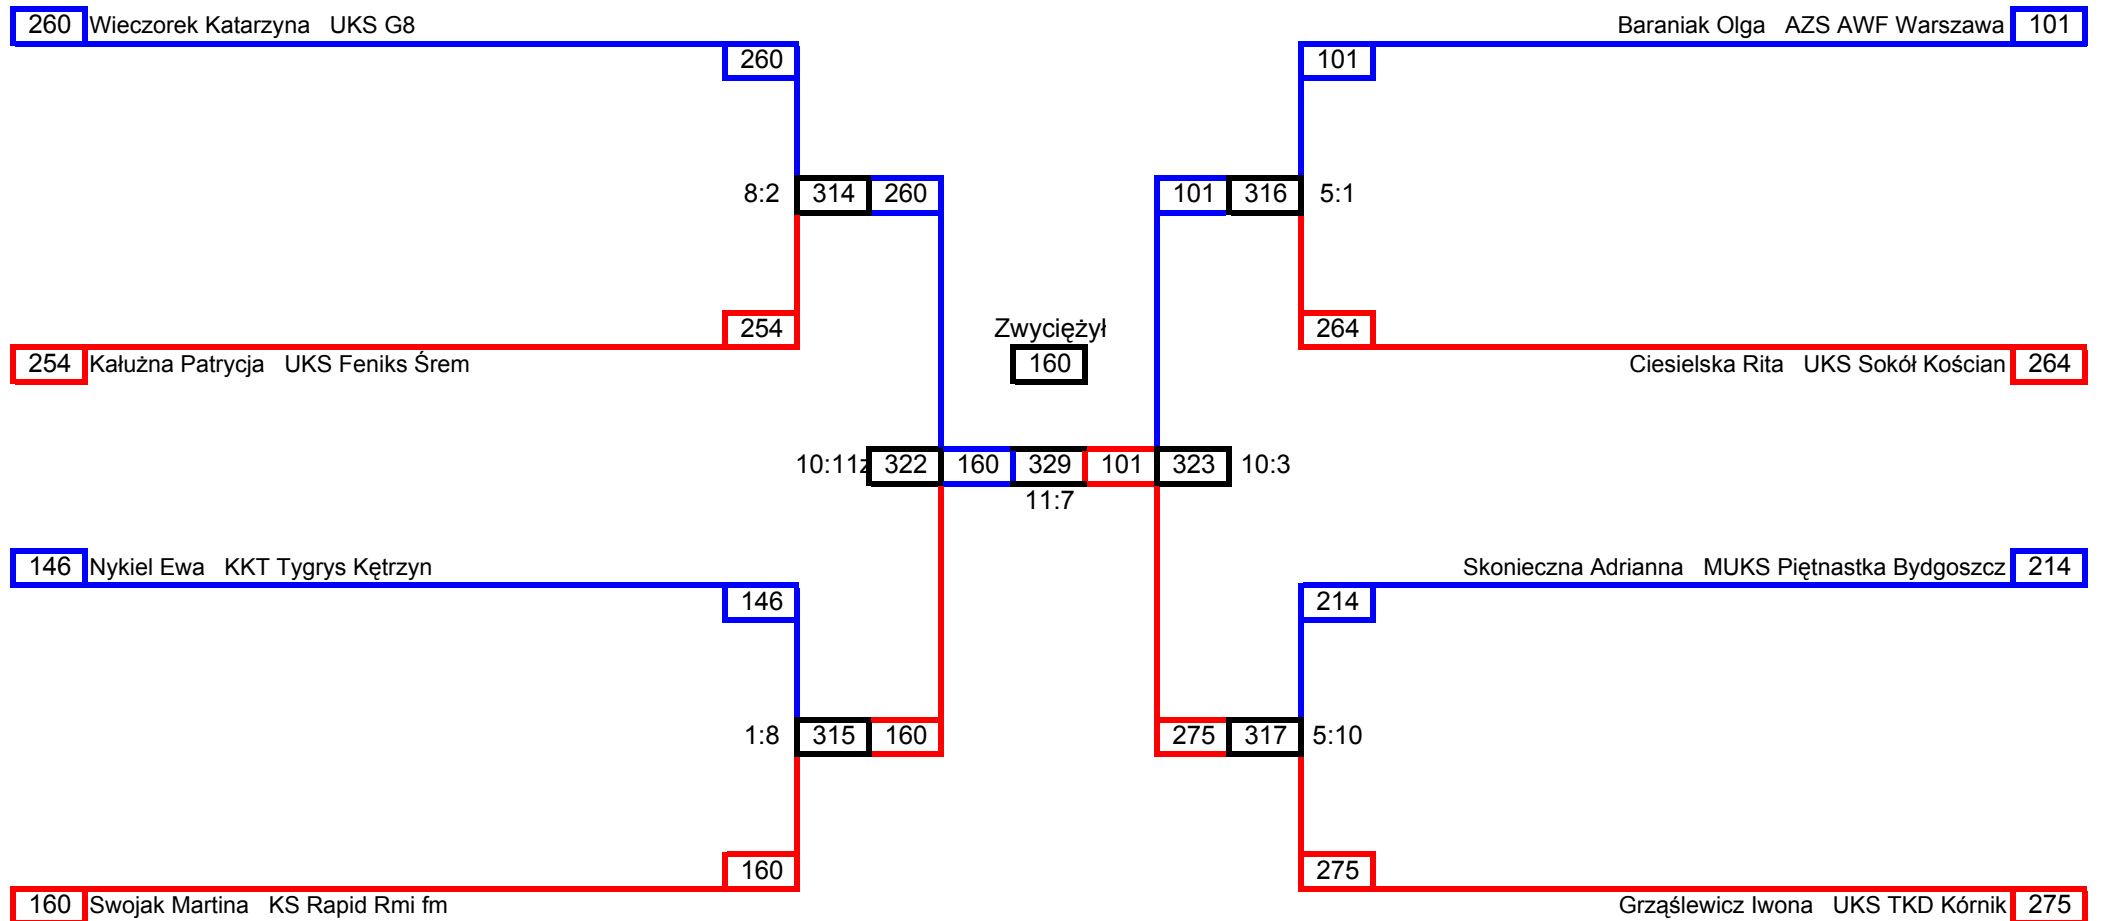 260 Wieczorek Katarzyna UKS G8 Baraniak Olga AZS AWF Warszawa 101
260 101
8:2 314 260 101 316 5:1
254 Zwyciężył 264
254 Kałużna Patrycja UKS Feniks Śrem 160 Ciesielska Rita UKS Sokół Kościan 264
10:11z 322 160 329 101 323 10:3
11:7
146 Nykiel Ewa KKT Tygrys Kętrzyn Skonieczna Adrianna MUKS Piętnastka Bydgoszcz 214
146 214
1:8 315 160 275 317 5:10
160 275
160 Swojak Martina KS Rapid Rmi fm Grząślewicz Iwona UKS TKD Kórnik 275